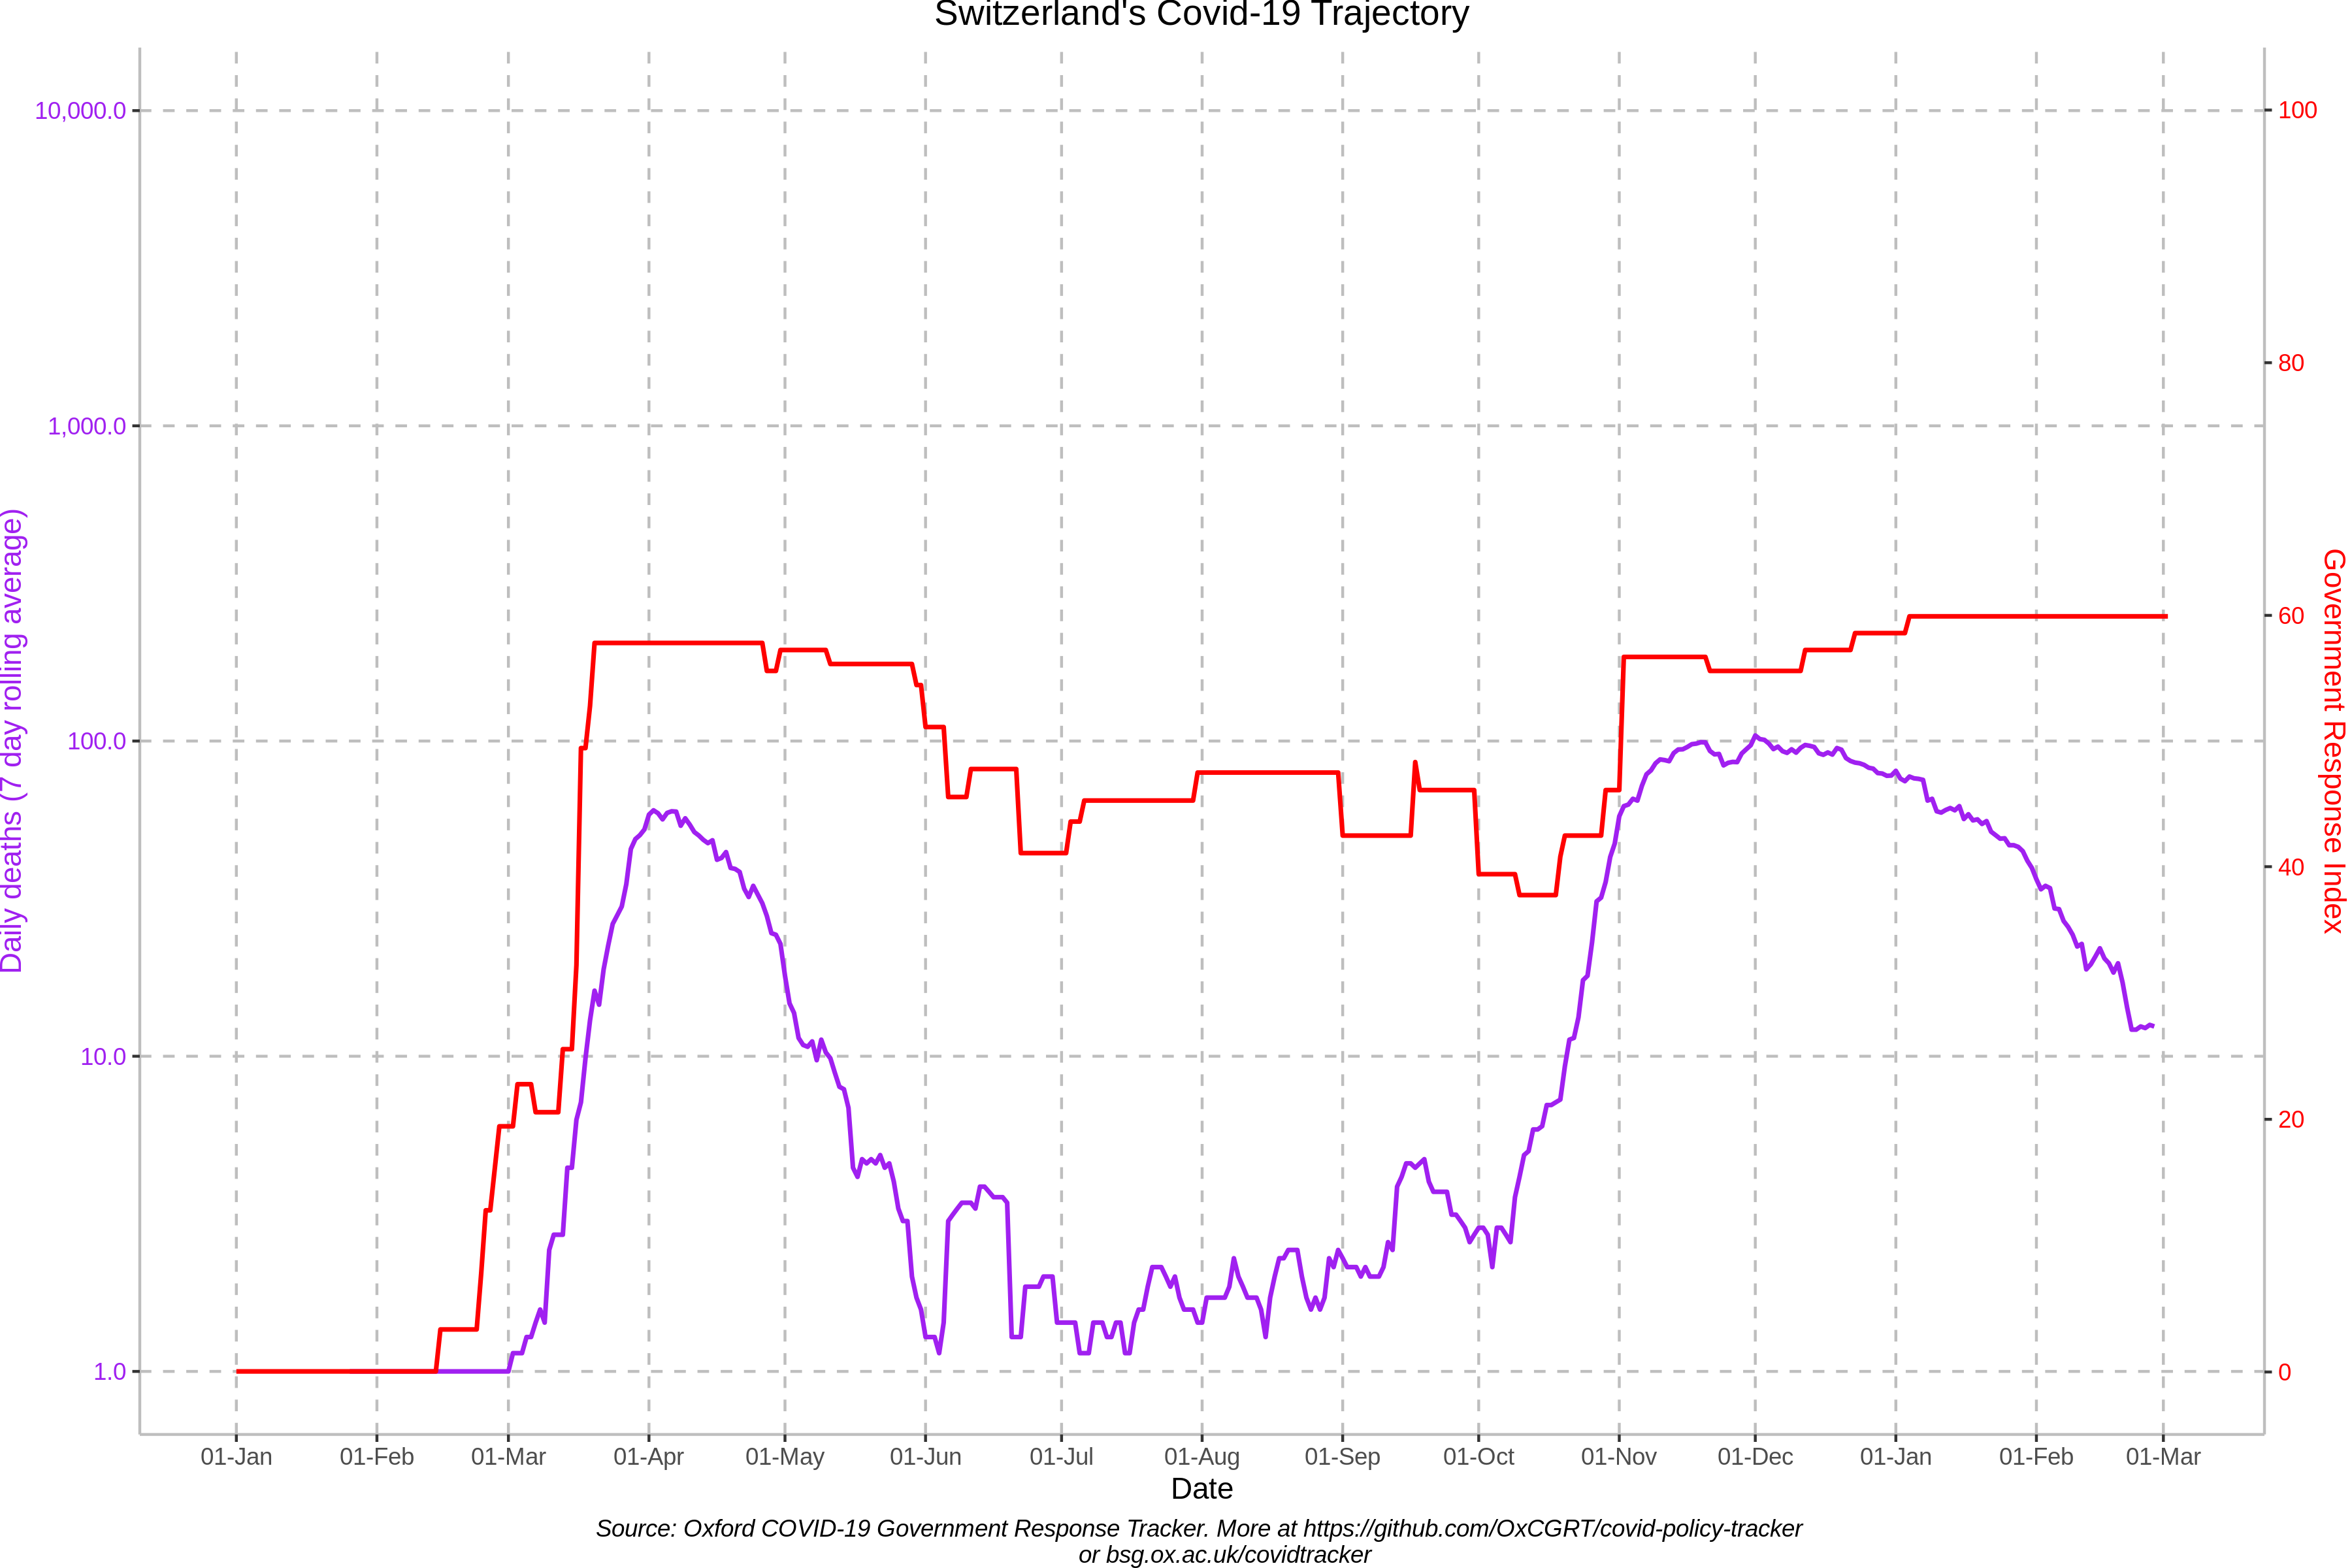 Switzerland's Covid-19 Trajectory
10,000.0
1,000.0
100.0
10.0
1.0
Daily deaths (7 day rolling average)
100
80
60
40
20
0
Government Response Index
01-Jan
01-Feb
01-Mar
01-Apr
01-May
01-Jun
01-Jul
01-Aug
01-Sep
01-Oct
01-Nov
01-Dec
01-Jan
01-Feb
01-Mar
Date
Source: Oxford COVID-19 Government Response Tracker. More at https://github.com/OxCGRT/covid-policy-tracker
or bsg.ox.ac.uk/covidtracker